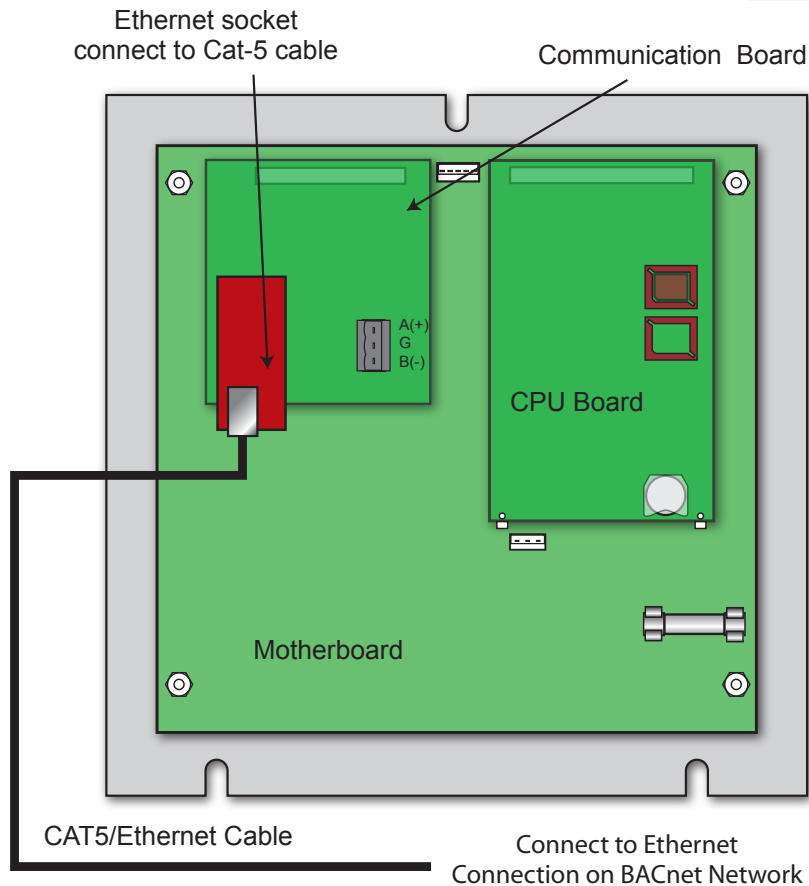 Ethernet socket
connect to Cat-5 cable
Communication Board
A(+)
G
B(-)
CPU Board
Motherboard
CAT5/Ethernet Cable
Connect to Ethernet
Connection on BACnet Network